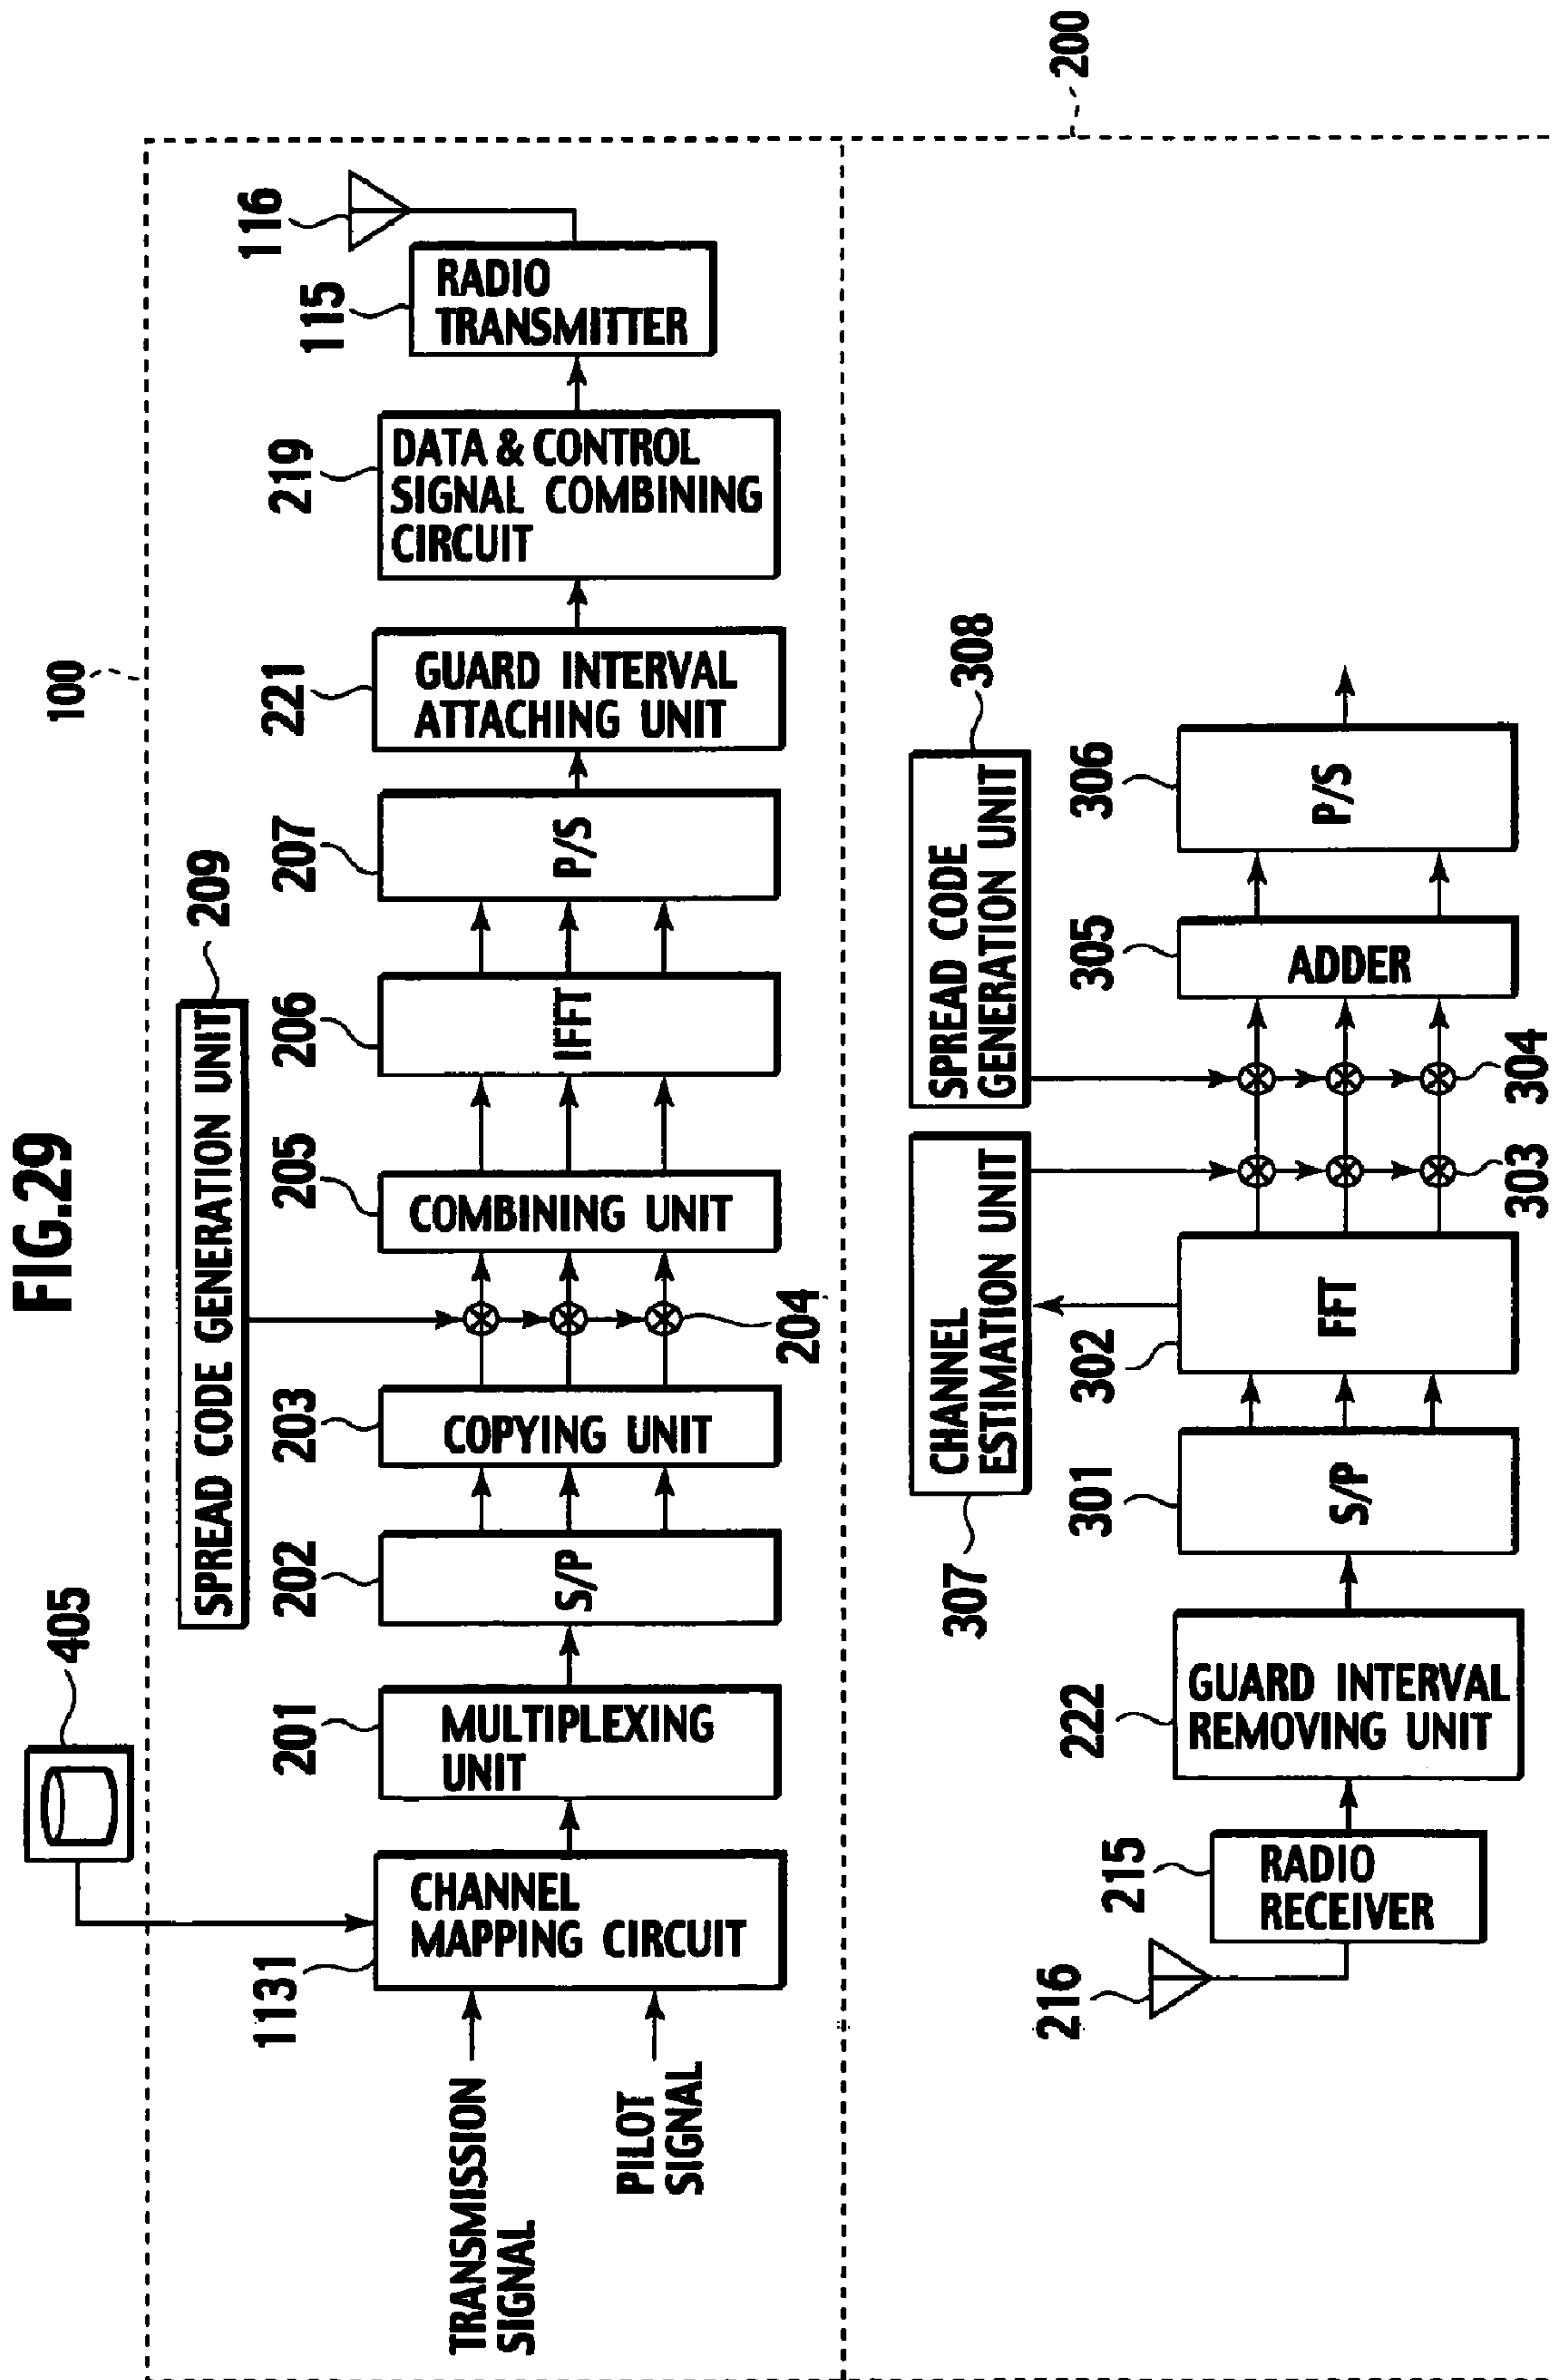 FIG.29
100
405
SPREAD CODE GENERATION UNIT
209
1131
CHANNEL
MAPPING CIRCUIT
201
MULTIPLEXING
UNIT
202
S/P
203
COPYING UNIT
204
205
COMBINING UNIT
206
IFFT
207
P/S
221
GUARD INTERVAL
ATTACHING UNIT
219
DATA & CONTROL
SIGNAL COMBINING
CIRCUIT
115
RADIO
TRANSMITTER
116
TRANSMISSION
SIGNAL
PILOT
SIGNAL
200
216
215
RADIO
RECEIVER
222
GUARD INTERVAL
REMOVING UNIT
301
S/P
302
FFT
307
CHANNEL
ESTIMATION UNIT
308
SPREAD CODE
GENERATION UNIT
303
304
305
ADDER
306
P/S